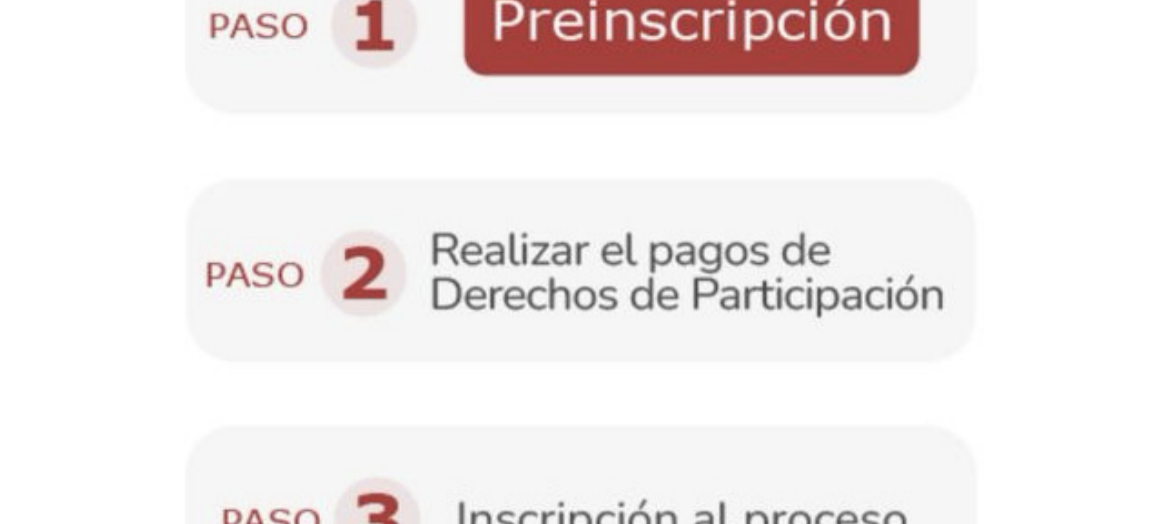 PASO 1 Preinscripción
PASO 2 Realizar el pagos de
Derechos de Participación
PASO 3 Inscripción al proceso